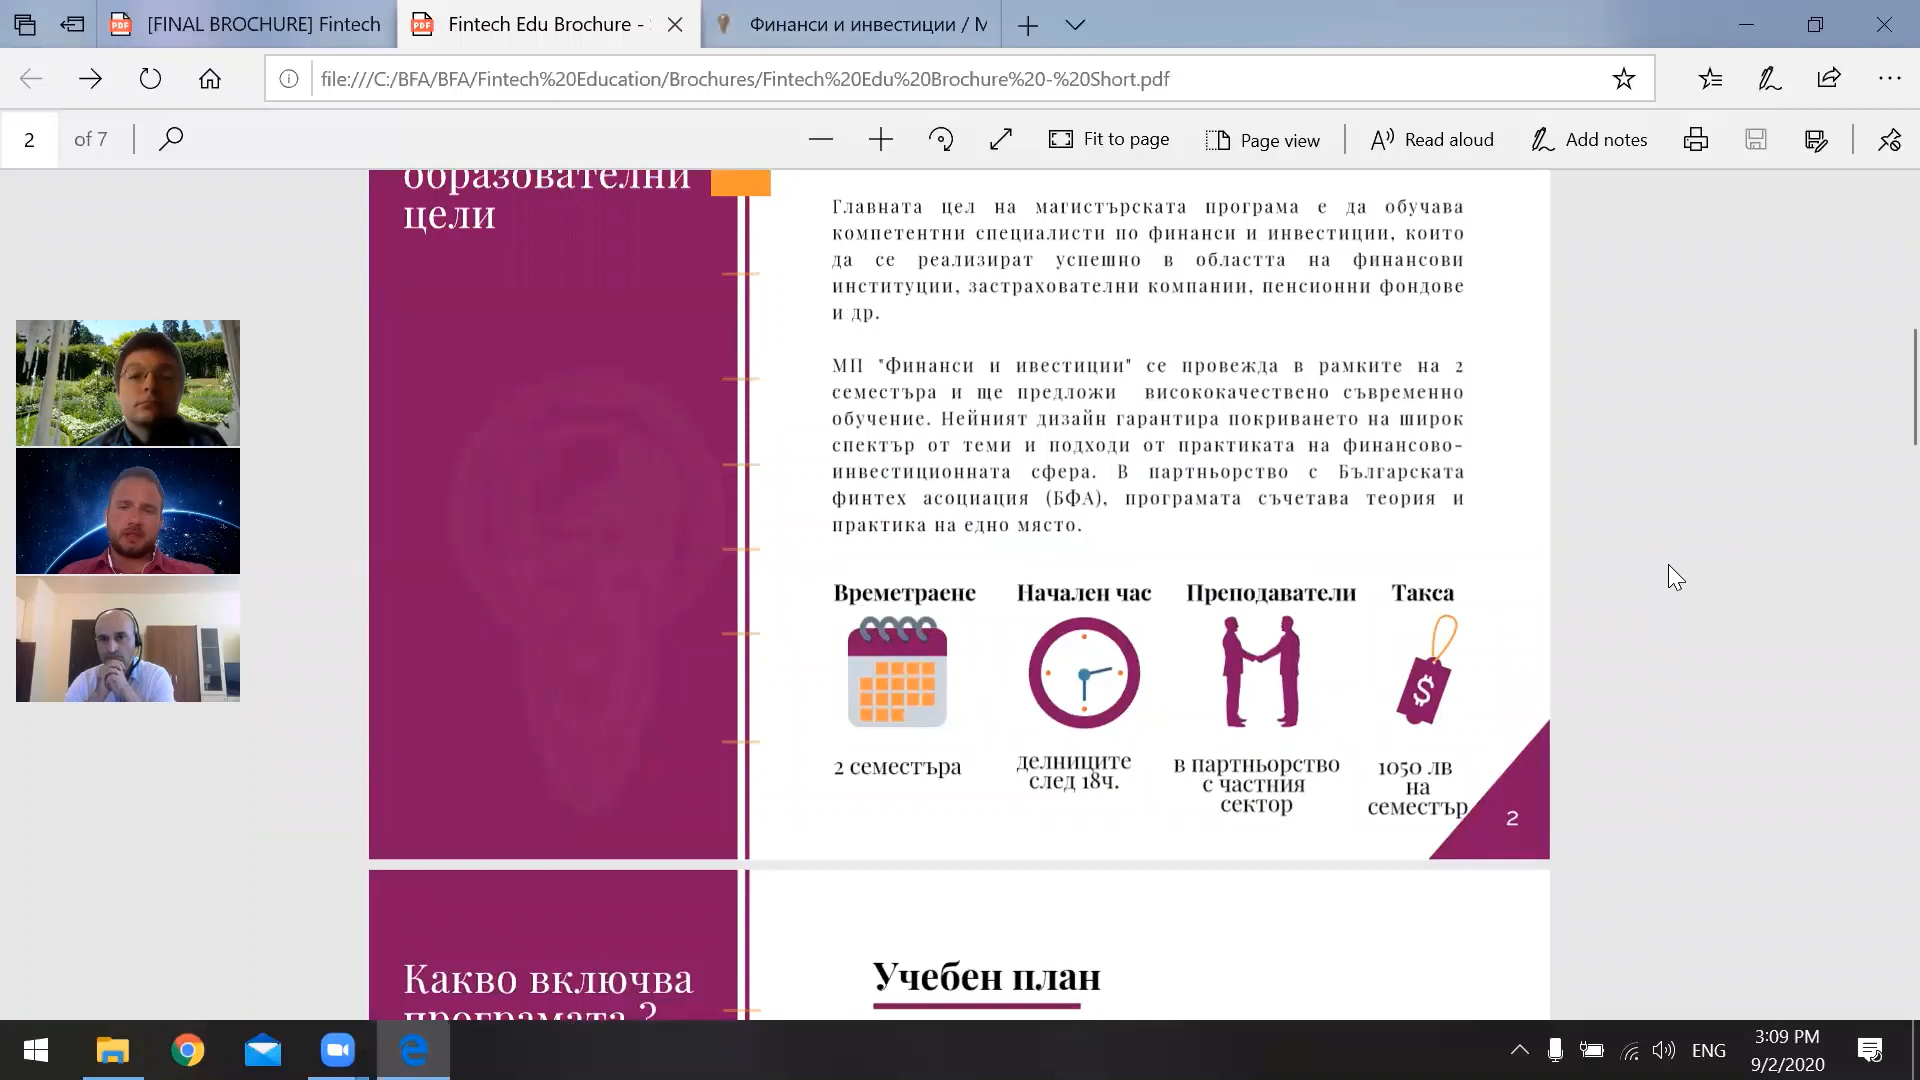 [FINAL BROCHURE] Fintech
Fintech Edu Brochure -
Финанси и инвестиции / М
file:///C:/BFA/BFA/Fintech%20Education/Brochures/Fintech%20Edu%20Brochure%20-%20Short.pdf
2 of 7
Fit to page
Page view
Read aloud
Add notes
образователни
цели
Главната цел на магистърската програма е да обучава
компетентни специалисти по финанси и инвестиции, които
да се реализират успешно в областта на финансови
институции, застрахователни компании, пенсионни фондове
и др.
МП "Финанси и ивестиции" се провежда в рамките на 2
семестъра и ще предложи висококачествено съвременно
обучение. Нейният дизайн гарантира покриването на широк
спектър от теми и подходи от практиката на финансово-
инвестиционната сфера. В партньорство с Българската
финтех асоциация (БФА), програмата съчетава теория и
практика на едно място.
Времетраене
2 семестъра
Начален час
делниците
след 18ч.
Преподаватели
в партньорство
с частния
сектор
Такса
$
1050 лв
на
семестър
2
Какво включва
програмата ?
Учебен план
ENG
3:09 PM
9/2/2020